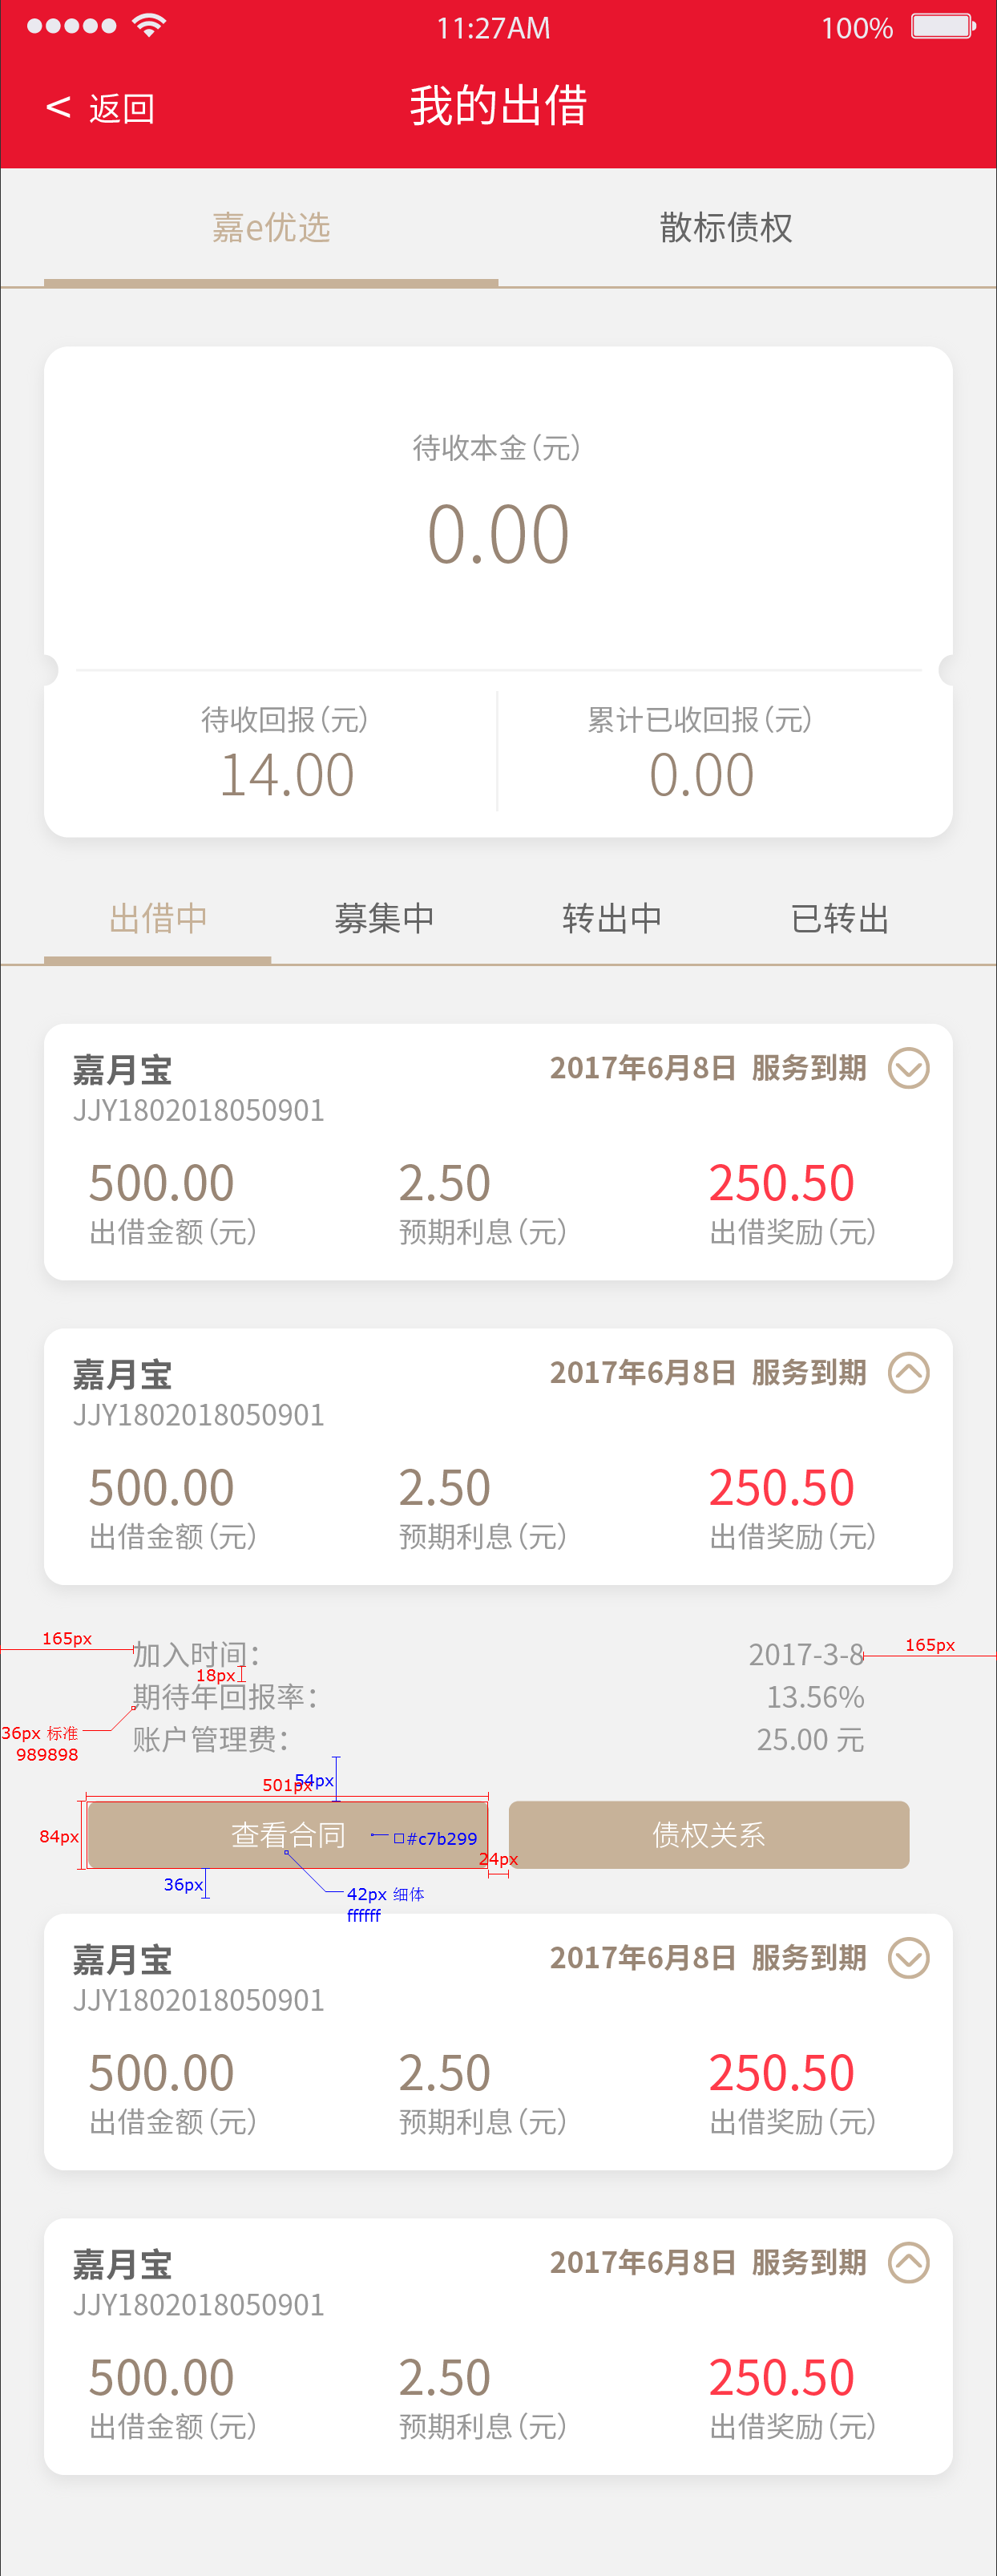 11:27AM 100%
< 返回 我的出借
嘉e优选 散标债权
待收本金(元)
0.00
待收回报(元) 累计已收回报(元)
14.00 0.00
出借中 募集中 转出中 已转出
嘉月宝 2017年6月8日 服务到期
JJY1802018050901
500.00 2.50 250.50
出借金额(元) 预期利息(元) 出借奖励(元)
嘉月宝 2017年6月8日 服务到期
JJY1802018050901
500.00 2.50 250.50
出借金额(元) 预期利息(元) 出借奖励(元)
165px 165px
加入时间: 2017-3-8
18px
期待年回报率: 13.56%
36px 标准
989898
账户管理费: 25.00 元
54px
501px
84px 查看合同 #c7b299 债权关系
24px
36px
42px 细体
ffffff
嘉月宝 2017年6月8日 服务到期
JJY1802018050901
500.00 2.50 250.50
出借金额(元) 预期利息(元) 出借奖励(元)
嘉月宝 2017年6月8日 服务到期
JJY1802018050901
500.00 2.50 250.50
出借金额(元) 预期利息(元) 出借奖励(元)